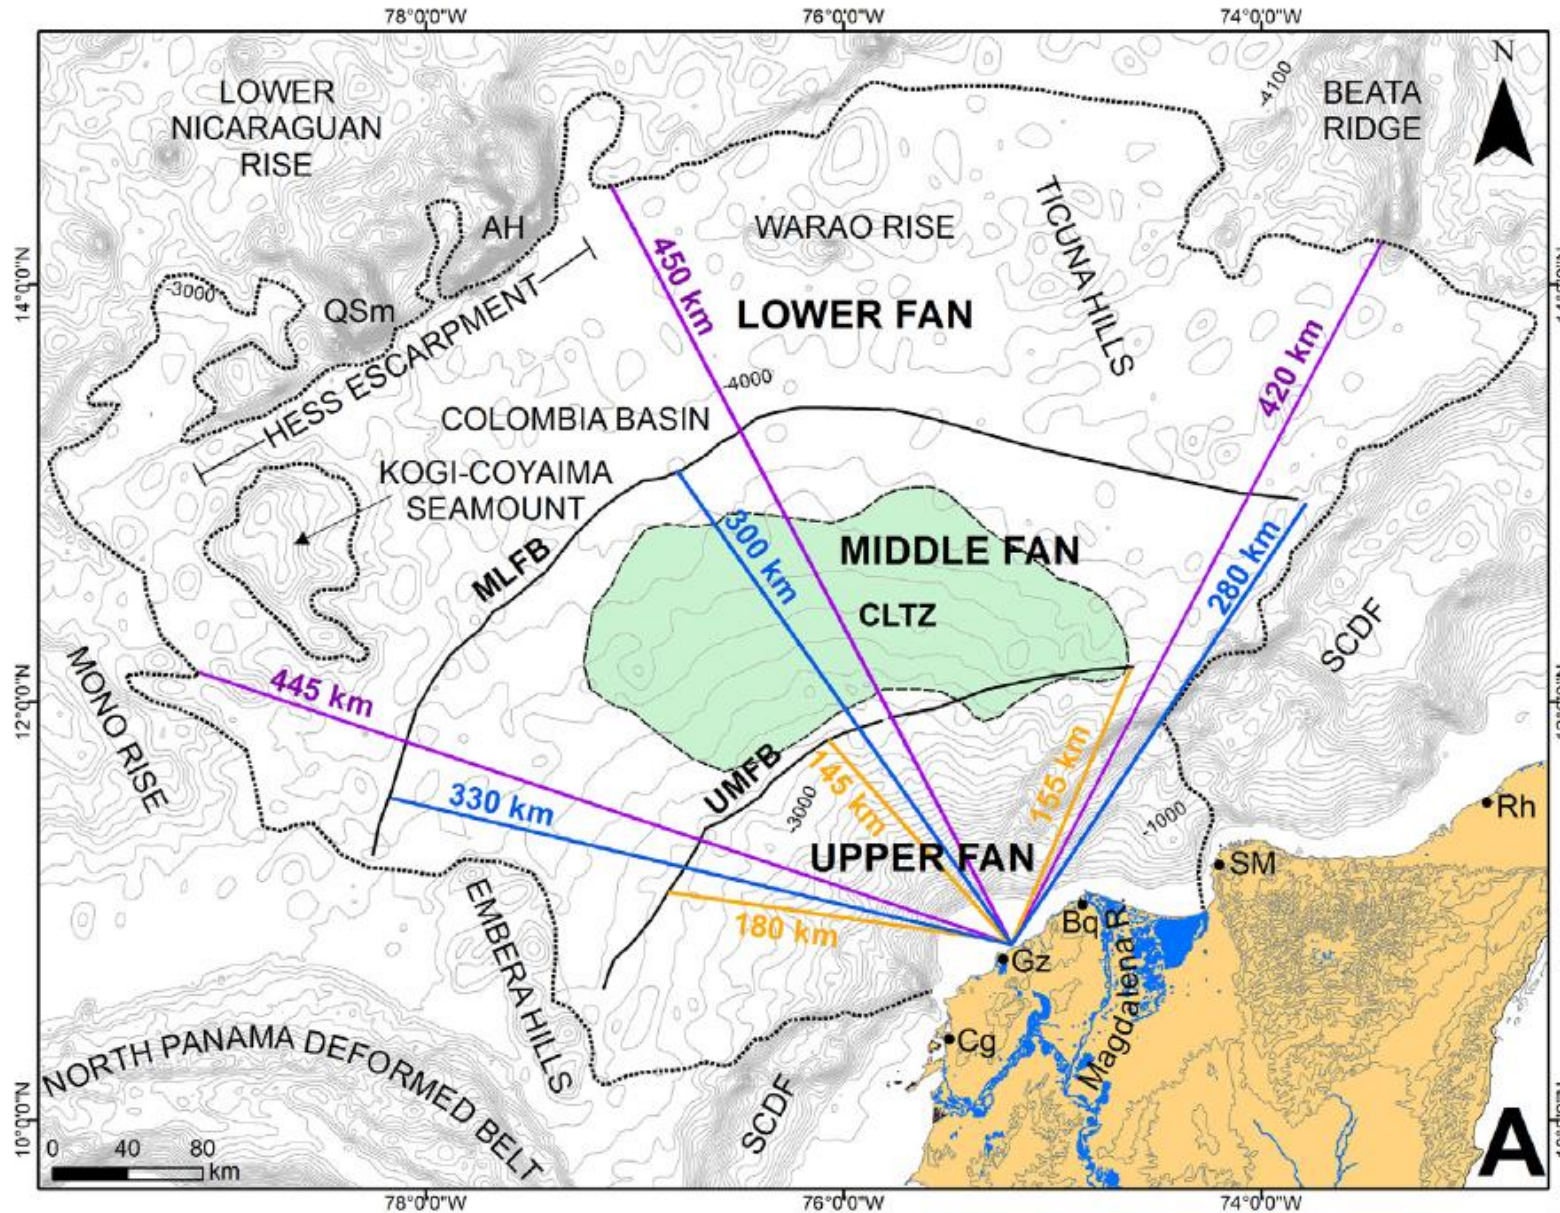 78°0'0"W
76°0'0"W
74°0'0"W
N
LOWER
NICARAGUAN
RISE
-4100
BEATA
RIDGE
AH
WARAO RISE
TICUNA HILLS
14°0'0"N
-3000
QSm
450 km
LOWER FAN
420 km
HESS ESCARPMENT
-4000
COLOMBIA BASIN
KOGI-COYAIMA
SEAMOUNT
MLFB
300 km
MIDDLE FAN
280 km
CLTZ
SCDF
12°0'0"N
MONO RISE
445 km
330 km
UMFB
145 km
155 km
-3000
-1000
UPPER FAN
Rh
SM
EMBERA HILLS
180 km
Bq
Gz
Magdalena R.
Cg
NORTH PANAMA DEFORMED BELT
SCDF
10°0'0"N
0 40 80
km
A
78°0'0"W
76°0'0"W
74°0'0"W